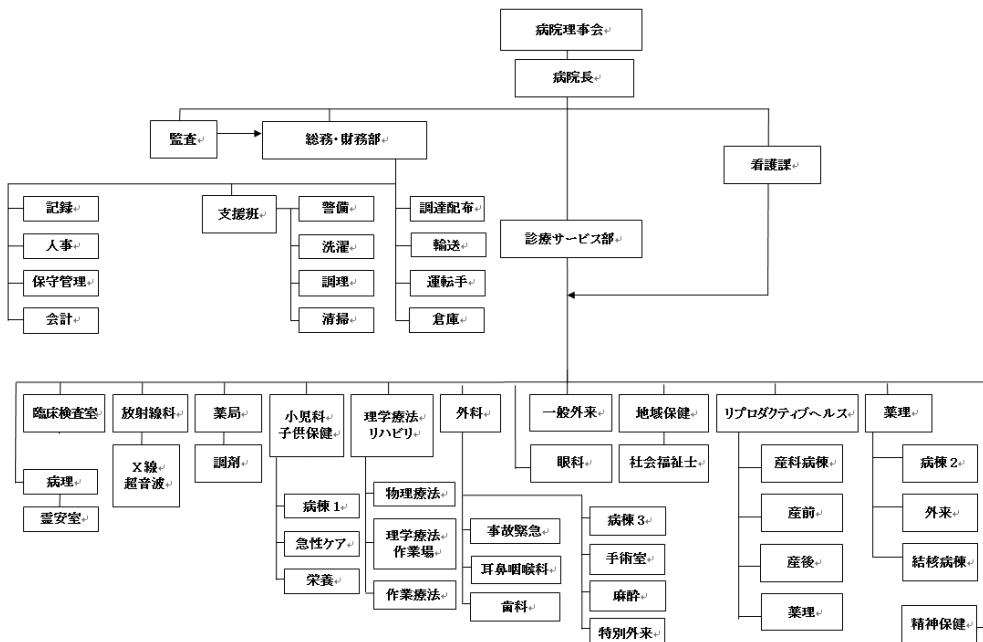 病院理事会
病院長
監査
総務・財務部
看護課
記録
人事
保守管理
会計
支援班
警備
洗濯
調理
清掃
調達配布
輸送
運転手
倉庫
診療サービス部
臨床検査室
病理
霊安室
放射線科
X線
超音波
薬局
調剤
小児科
子供保健
病棟1
急性ケア
栄養
理学療法
リハビリ
物理療法
理学療法
作業場
作業療法
外科
事故緊急
耳鼻咽喉科
歯科
病棟3
手術室
麻酔
特別外来
一般外来
眼科
地域保健
社会福祉士
リプロダクティブヘルス
産科病棟
産前
産後
薬理
薬理
病棟2
外来
結核病棟
精神保健